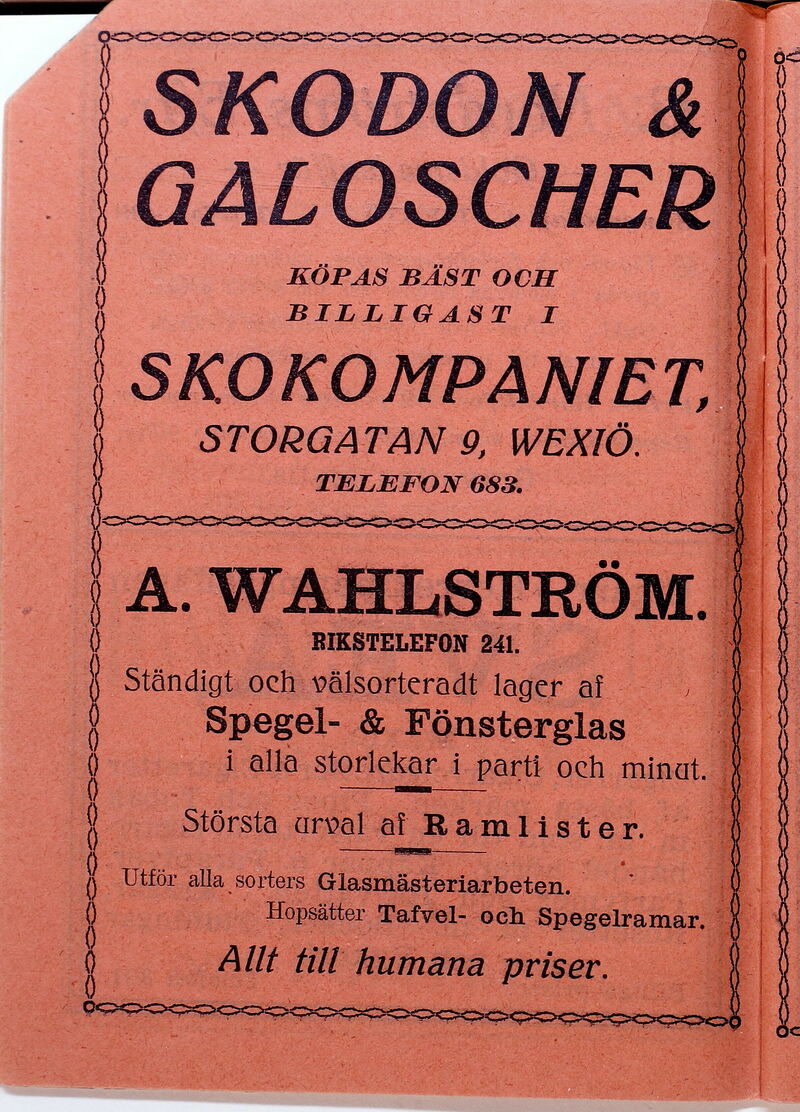 SKODON &
GALOSCHER
KÖPAS BÄST OCH
BILLIGAST I
SKOKOMPANIET,
STORGATAN 9, WEXIÖ.
TELEFON 683.
A. WAHLSTRÖM.
RIKSTELEFON 241.
Ständigt och välsorteradt lager af
Spegel- & Fönsterglas
i alla storlekar i parti och minut.
Största urval af Ramlister.
Utför alla sorters Glasmästeriarbeten.
Hopsätter Tafvel- och Spegelramar.
Allt till humana priser.